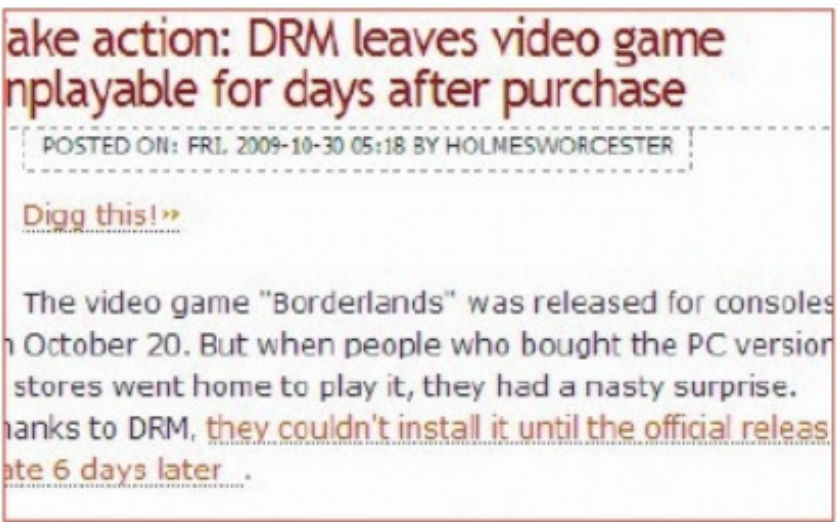 ake action: DRM leaves video game
nplayable for days after purchase
POSTED ON: FRI, 2009-10-30 05:18 BY HOLMESWORCESTER
Digg this!»
The video game "Borderlands" was released for consoles
n October 20. But when people who bought the PC version
stores went home to play it, they had a nasty surprise.
hanks to DRM, they couldn't install it until the official releas
ate 6 days later .